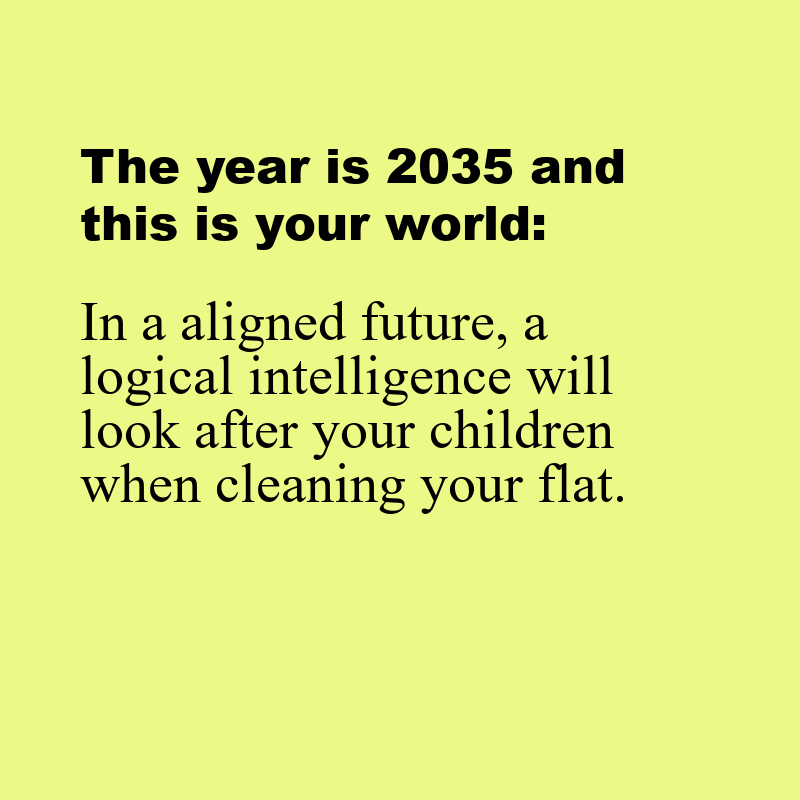 The year is 2035 and
this is your world:
In a aligned future, a
logical intelligence will
look after your children
when cleaning your flat.